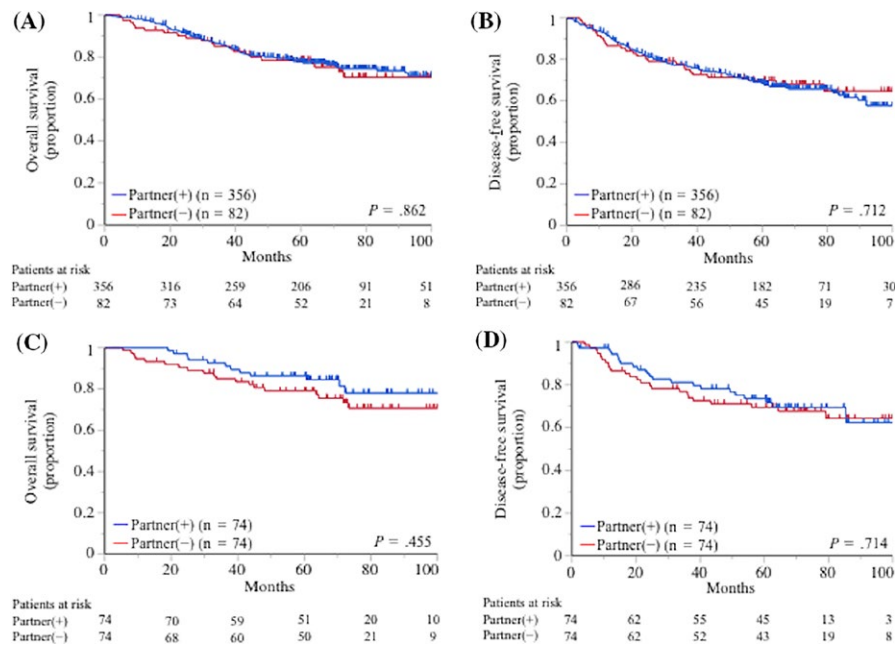 (A)
1
0.8
0.6
0.4
0.2
0
Overall survival
(proportion)
Partner(+) (n = 356)
Partner(−) (n = 82)
P = .862
0 20 40 60 80 100
Months
Patients at risk
Partner(+) 356 316 259 206 91 51
Partner(−) 82 73 64 52 21 8
(B)
1
0.8
0.6
0.4
0.2
0
Disease-free survival
(proportion)
Partner(+) (n = 356)
Partner(−) (n = 82)
P = .712
0 20 40 60 80 100
Months
Patients at risk
Partner(+) 356 286 235 182 71 30
Partner(−) 82 67 56 45 19 7
(C)
1
0.8
0.6
0.4
0.2
0
Overall survival
(proportion)
Partner(+) (n = 74)
Partner(−) (n = 74)
P = .455
0 20 40 60 80 100
Months
Patients at risk
Partner(+) 74 70 59 51 20 10
Partner(−) 74 68 60 50 21 9
(D)
1
0.8
0.6
0.4
0.2
0
Disease-free survival
(proportion)
Partner(+) (n = 74)
Partner(−) (n = 74)
P = .714
0 20 40 60 80 100
Months
Patients at risk
Partner(+) 74 62 55 45 13 3
Partner(−) 74 62 52 43 19 8